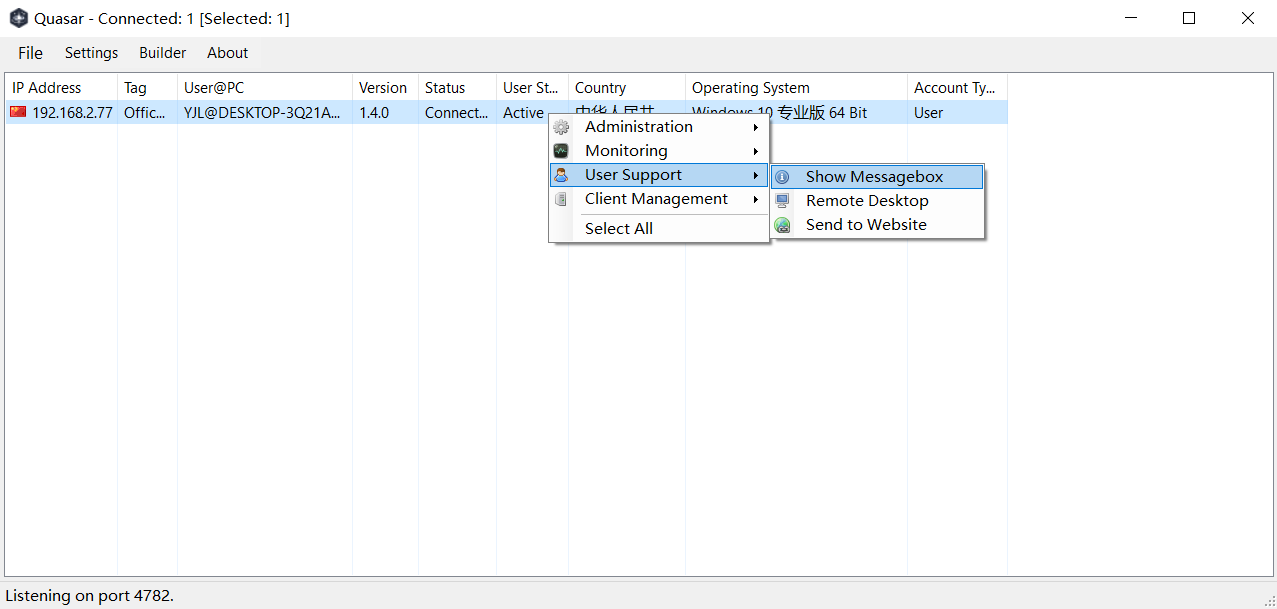 Quasar - Connected: 1 [Selected: 1]
File Settings Builder About
IP Address Tag User@PC Version Status User St... Country Operating System Account Ty...
192.168.2.77 Offic... YJL@DESKTOP-3Q21A... 1.4.0 Connect... Active 中华人民共 Windows 10 专业版 64 Bit User
Administration
Monitoring
User Support
Client Management
Select All
Show Messagebox
Remote Desktop
Send to Website
Listening on port 4782.